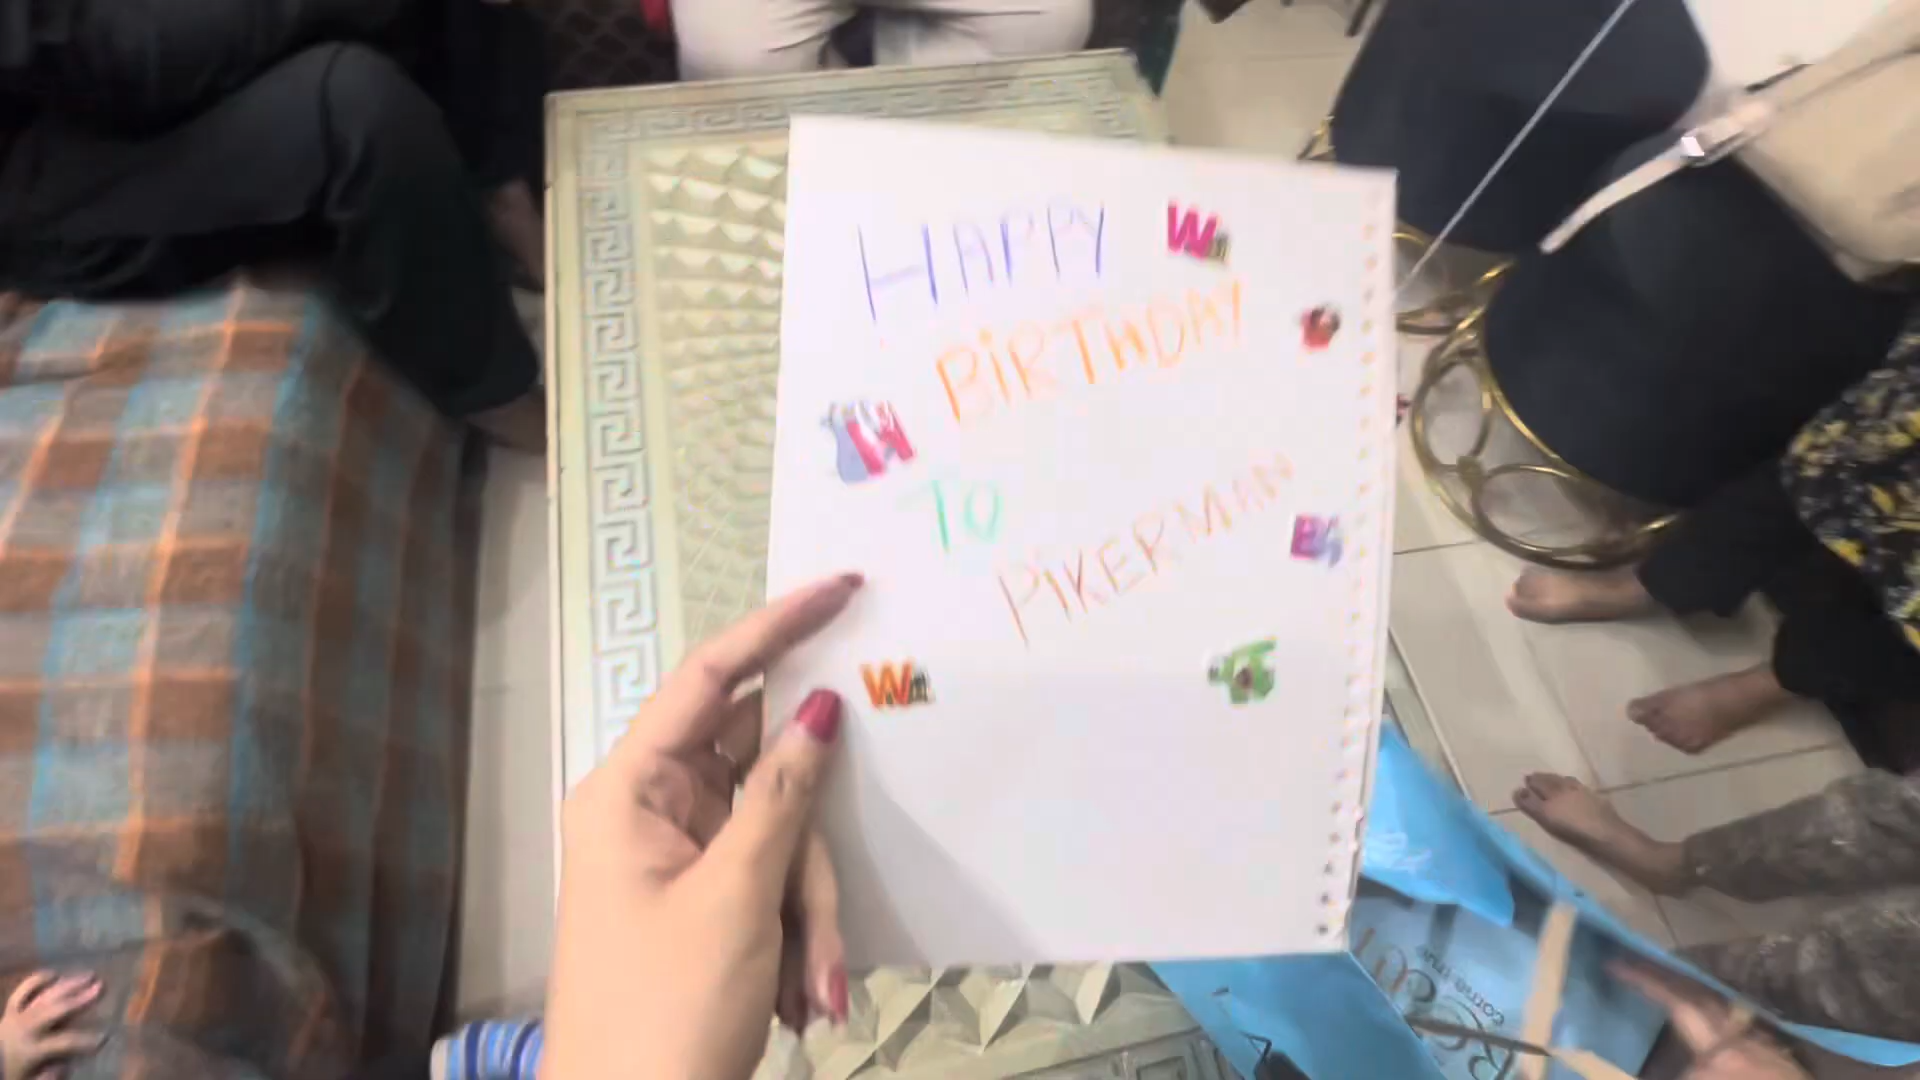 HAPPY
BIRTHDAY
TO
PIKERMAN
W
W